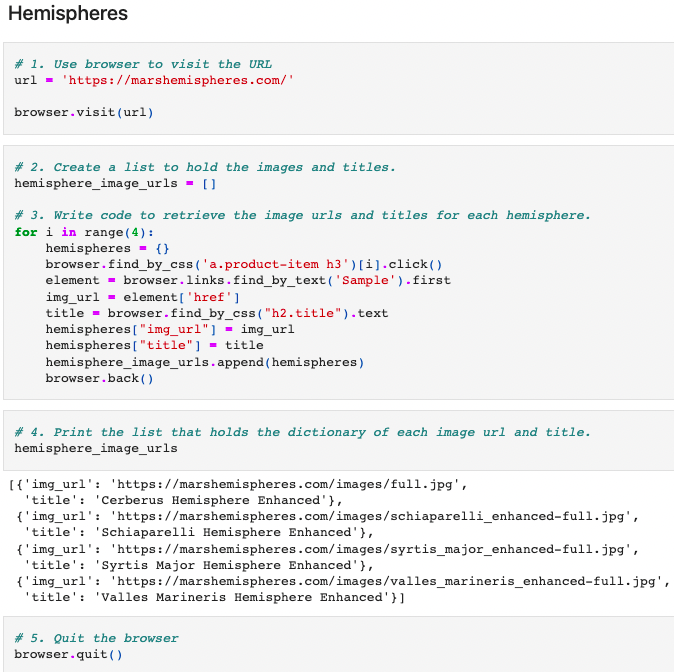 Hemispheres
# 1. Use browser to visit the URL
url = 'https://marshemispheres.com/'
browser.visit(url)
# 2. Create a list to hold the images and titles.
hemisphere_image_urls = []
# 3. Write code to retrieve the image urls and titles for each hemisphere.
for i in range(4):
    hemispheres = {}
    browser.find_by_css('a.product-item h3')[i].click()
    element = browser.links.find_by_text('Sample').first
    img_url = element['href']
    title = browser.find_by_css("h2.title").text
    hemispheres["img_url"] = img_url
    hemispheres["title"] = title
    hemisphere_image_urls.append(hemispheres)
    browser.back()
# 4. Print the list that holds the dictionary of each image url and title.
hemisphere_image_urls
[{'img_url': 'https://marshemispheres.com/images/full.jpg',
  'title': 'Cerberus Hemisphere Enhanced'},
 {'img_url': 'https://marshemispheres.com/images/schiaparelli_enhanced-full.jpg',
  'title': 'Schiaparelli Hemisphere Enhanced'},
 {'img_url': 'https://marshemispheres.com/images/syrtis_major_enhanced-full.jpg',
  'title': 'Syrtis Major Hemisphere Enhanced'},
 {'img_url': 'https://marshemispheres.com/images/valles_marineris_enhanced-full.jpg',
  'title': 'Valles Marineris Hemisphere Enhanced'}]
# 5. Quit the browser
browser.quit()